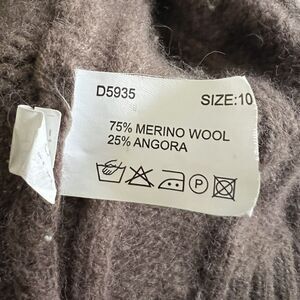 D5935 SIZE:10
75% MERINO WOOL
25% ANGORA
P